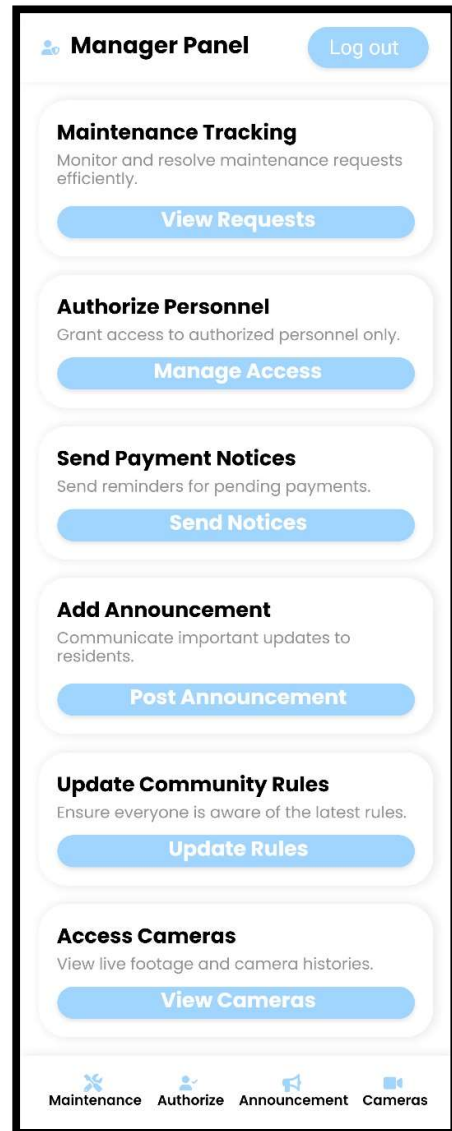 Manager Panel
Log out
Maintenance Tracking
Monitor and resolve maintenance requests
efficiently.
View Requests
Authorize Personnel
Grant access to authorized personnel only.
Manage Access
Send Payment Notices
Send reminders for pending payments.
Send Notices
Add Announcement
Communicate important updates to
residents.
Post Announcement
Update Community Rules
Ensure everyone is aware of the latest rules.
Update Rules
Access Cameras
View live footage and camera histories.
View Cameras
Maintenance Authorize Announcement Cameras